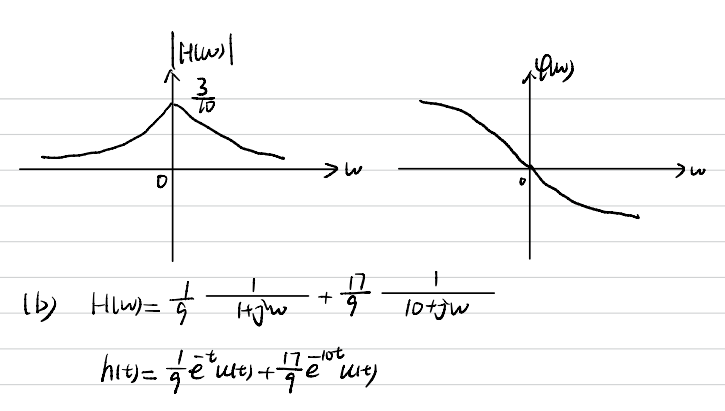 |H(w)|
3/10
0
w
φ(w)
0
w
(b) H(w) = 1/9 1/(1+jw) + 17/9 1/(10+jw)
h(t) = 1/9 e^{-t} u(t) + 17/9 e^{-10t} u(t)